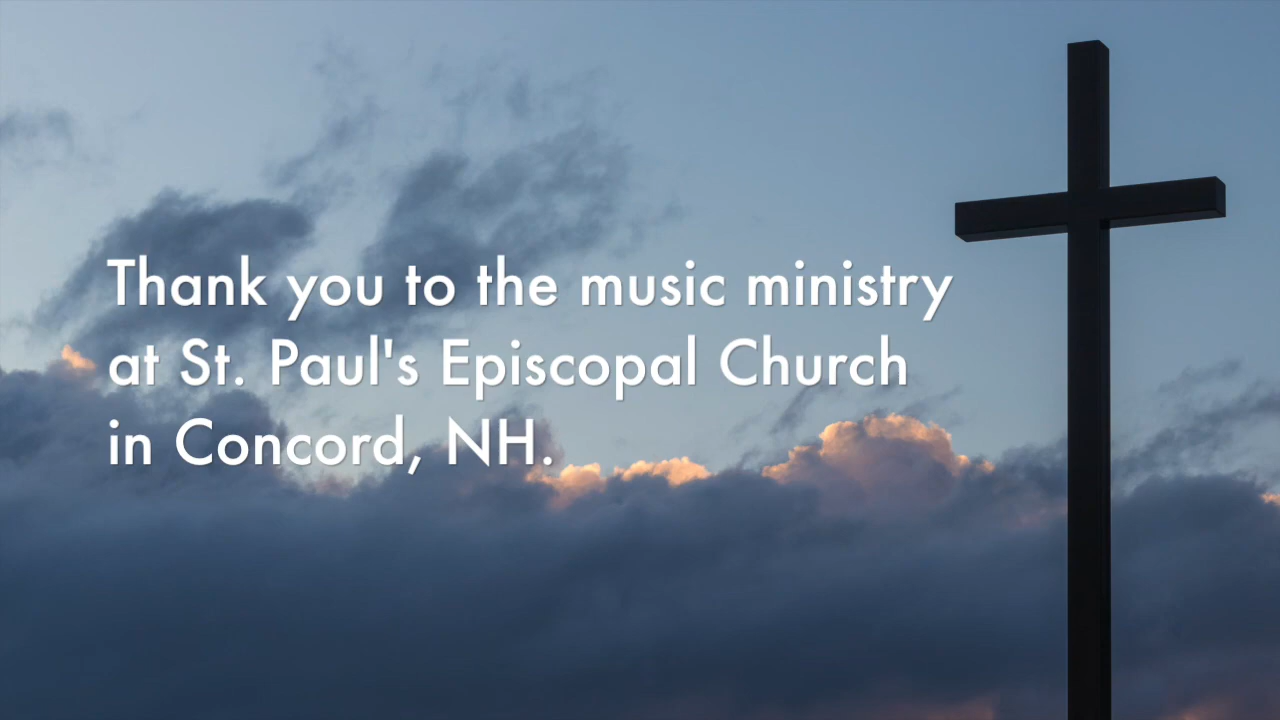 Thank you to the music ministry
at St. Paul's Episcopal Church
in Concord, NH.